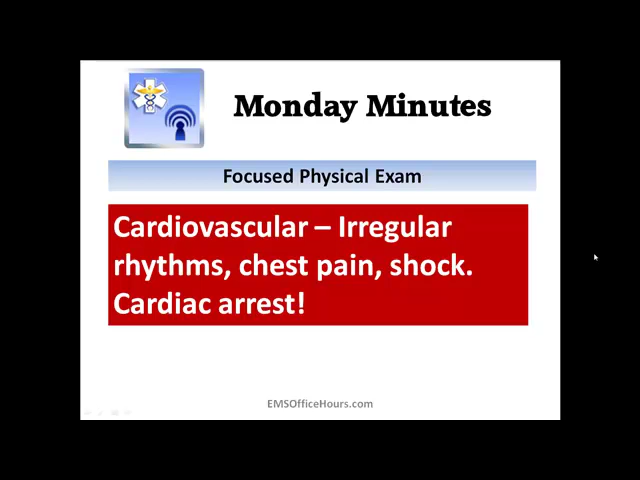 Monday Minutes
Focused Physical Exam
Cardiovascular – Irregular
rhythms, chest pain, shock.
Cardiac arrest!
EMSOfficeHours.com